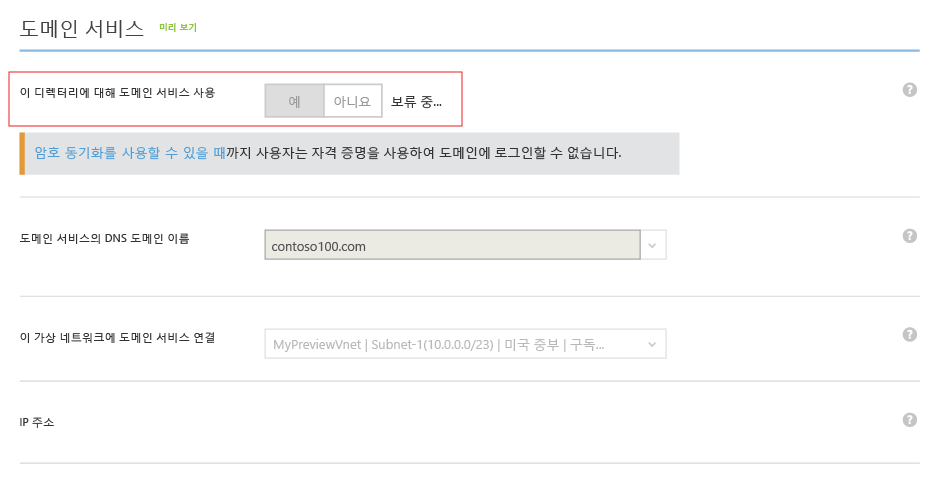 도메인 서비스 미리 보기
이 디렉터리에 대해 도메인 서비스 사용 예 아니요 보류 중...
암호 동기화를 사용할 수 있을 때까지 사용자는 자격 증명을 사용하여 도메인에 로그인할 수 없습니다.
도메인 서비스의 DNS 도메인 이름 contoso100.com
이 가상 네트워크에 도메인 서비스 연결 MyPreviewVnet | Subnet-1(10.0.0.0/23) | 미국 중부 | 구독...
IP 주소